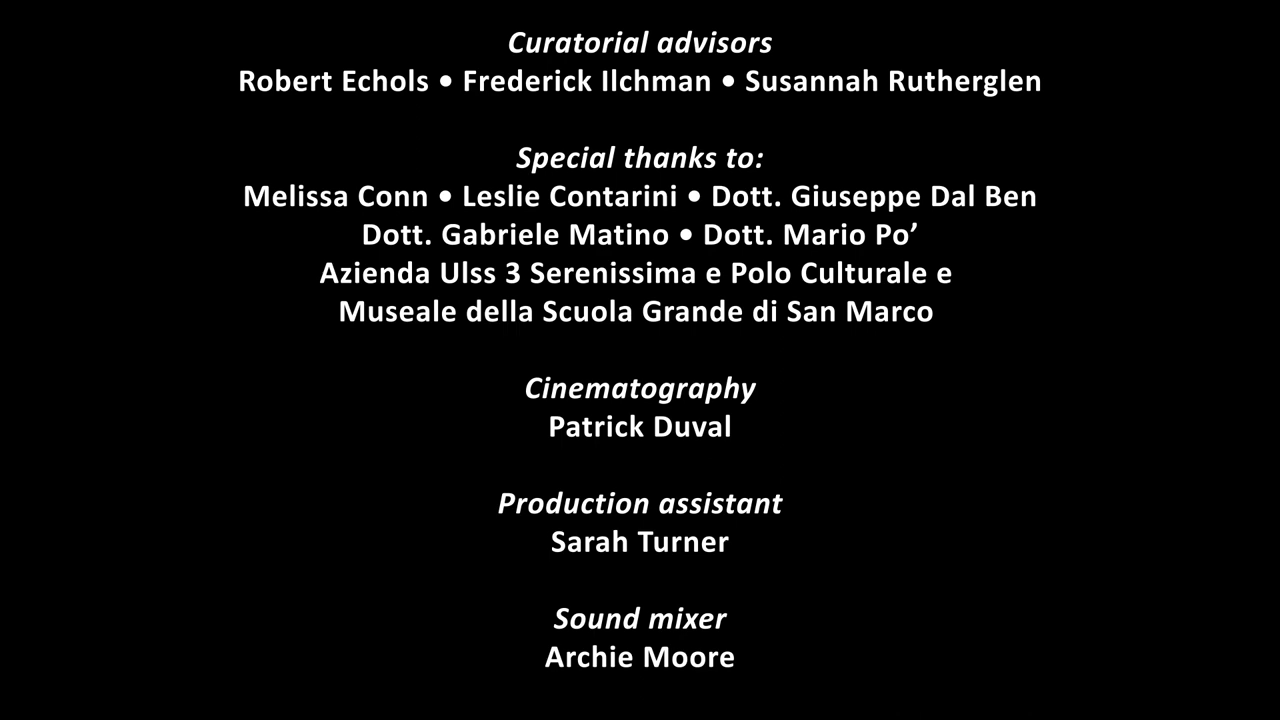 Curatorial advisors
Robert Echols • Frederick Ilchman • Susannah Rutherglen
Special thanks to:
Melissa Conn • Leslie Contarini • Dott. Giuseppe Dal Ben
Dott. Gabriele Matino • Dott. Mario Po’
Azienda Ulss 3 Serenissima e Polo Culturale e
Museale della Scuola Grande di San Marco
Cinematography
Patrick Duval
Production assistant
Sarah Turner
Sound mixer
Archie Moore